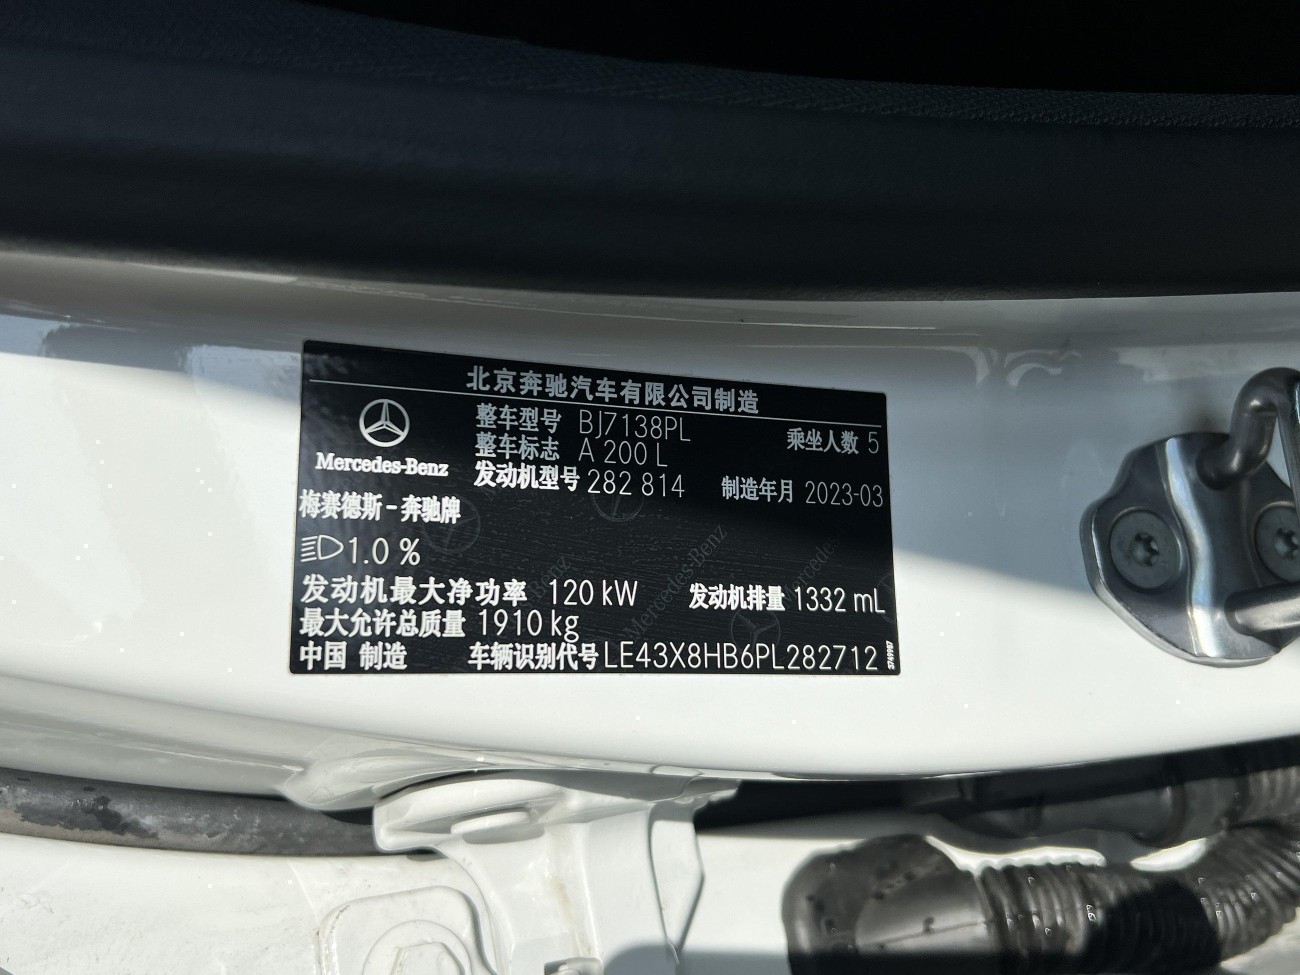 北京奔驰汽车有限公司制造
整车型号 BJ7138PL 乘坐人数 5
整车标志 A 200 L
Mercedes-Benz
发动机型号 282 814 制造年月 2023-03
梅赛德斯-奔驰牌
1.0 %
发动机最大净功率 120 kW 发动机排量 1332 mL
最大允许总质量 1910 kg
中国 制造 车辆识别代号 LE43X8HB6PL282712